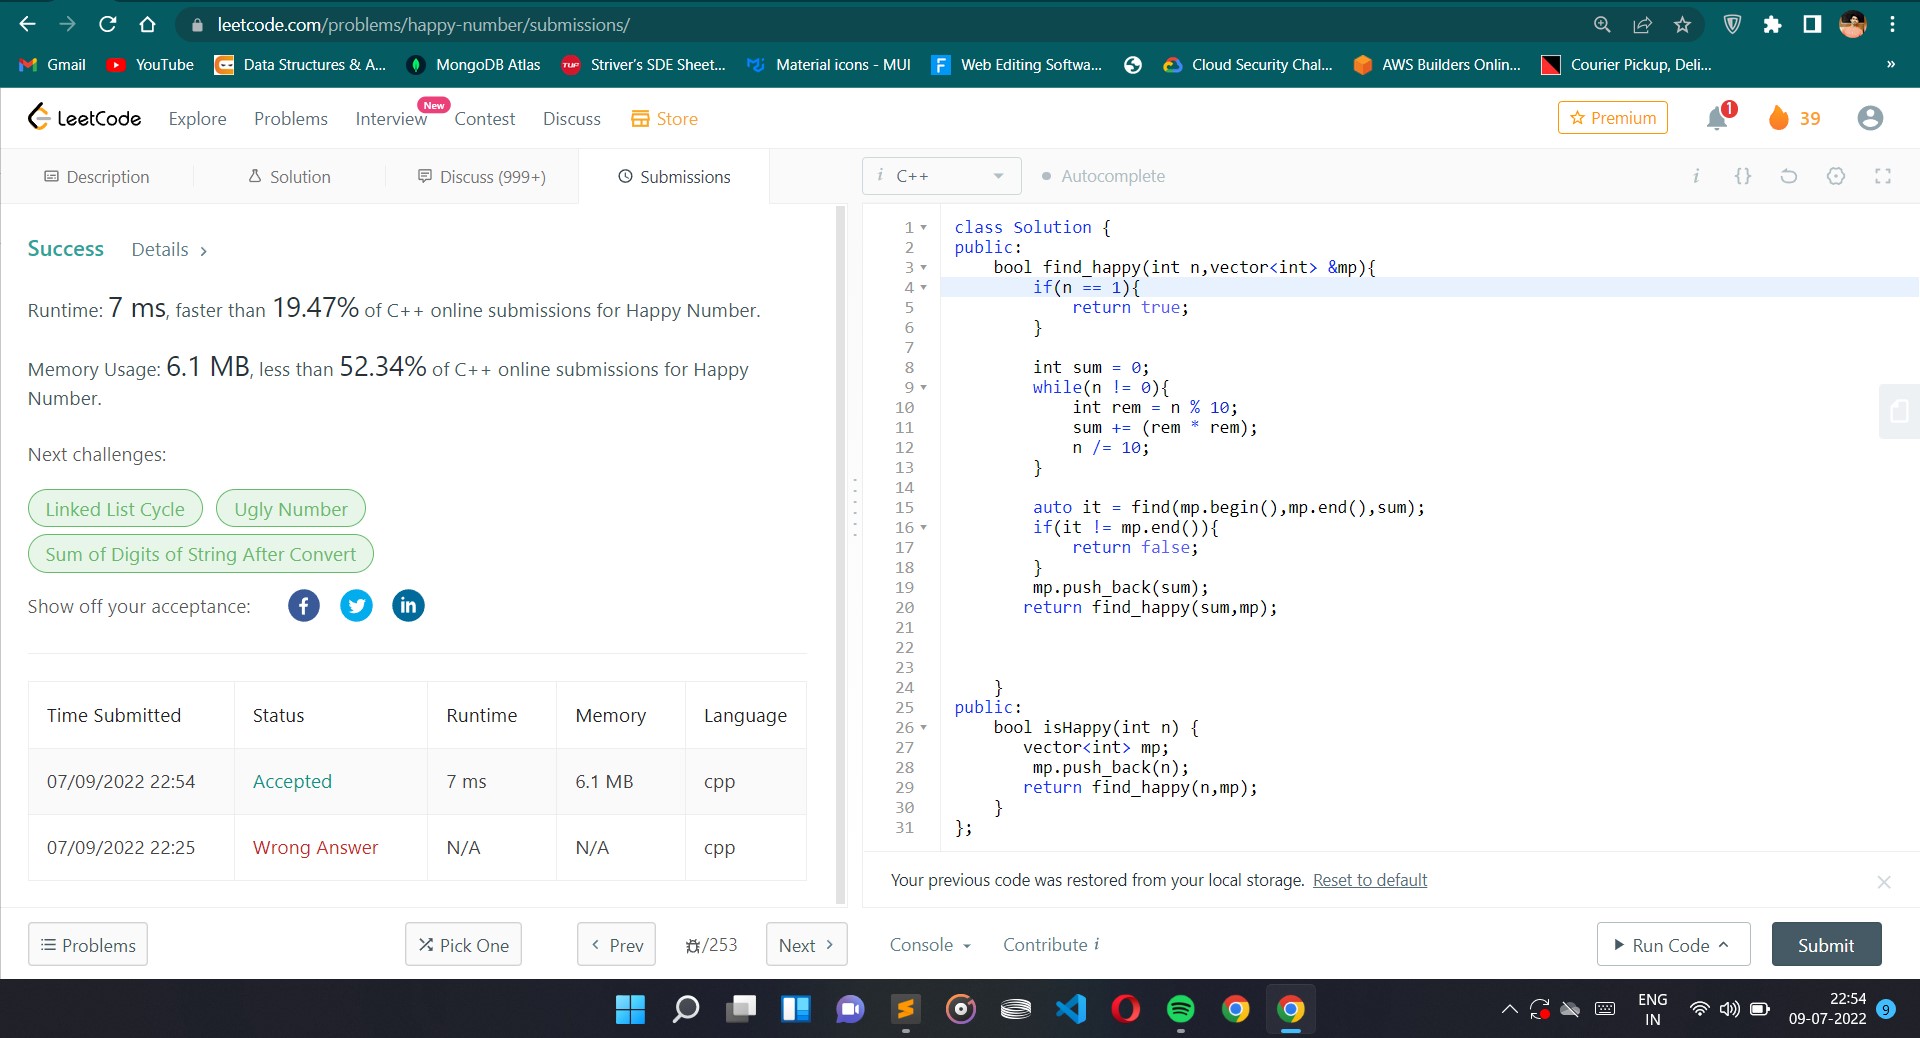 leetcode.com/problems/happy-number/submissions/
Gmail YouTube Data Structures & A... MongoDB Atlas TUF Striver's SDE Sheet... Material icons - MUI Web Editing Softwa... Cloud Security Chal... AWS Builders Onlin... Courier Pickup, Deli... »
LeetCode Explore Problems Interview New Contest Discuss Store Premium 1 39
Description Solution Discuss (999+) Submissions
i C++ Autocomplete i {}
Success Details >
Runtime: 7 ms, faster than 19.47% of C++ online submissions for Happy Number.
Memory Usage: 6.1 MB, less than 52.34% of C++ online submissions for Happy
Number.
Next challenges:
Linked List Cycle Ugly Number
Sum of Digits of String After Convert
Show off your acceptance: f in
Time Submitted Status Runtime Memory Language
07/09/2022 22:54 Accepted 7 ms 6.1 MB cpp
07/09/2022 22:25 Wrong Answer N/A N/A cpp
1 class Solution {
2 public:
3     bool find_happy(int n,vector<int> &mp){
4         if(n == 1){
5             return true;
6         }
7
8         int sum = 0;
9         while(n != 0){
10             int rem = n % 10;
11             sum += (rem * rem);
12             n /= 10;
13         }
14
15         auto it = find(mp.begin(),mp.end(),sum);
16         if(it != mp.end()){
17             return false;
18         }
19         mp.push_back(sum);
20        return find_happy(sum,mp);
21
22
23
24     }
25 public:
26     bool isHappy(int n) {
27        vector<int> mp;
28         mp.push_back(n);
29        return find_happy(n,mp);
30     }
31 };
Your previous code was restored from your local storage. Reset to default
Problems Pick One < Prev /253 Next > Console Contribute i Run Code Submit
ENG
IN
22:54
09-07-2022
9